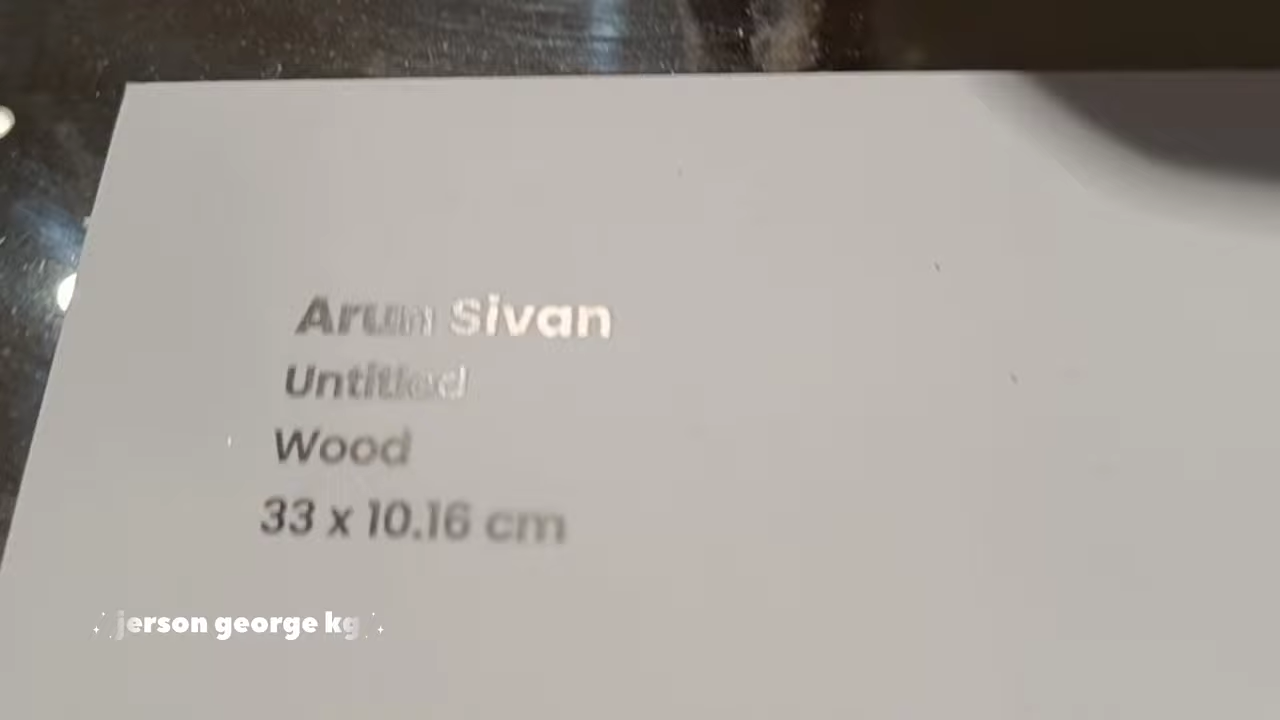 Arun Sivan
Untitled
Wood
33 x 10.16 cm
jerson george kg